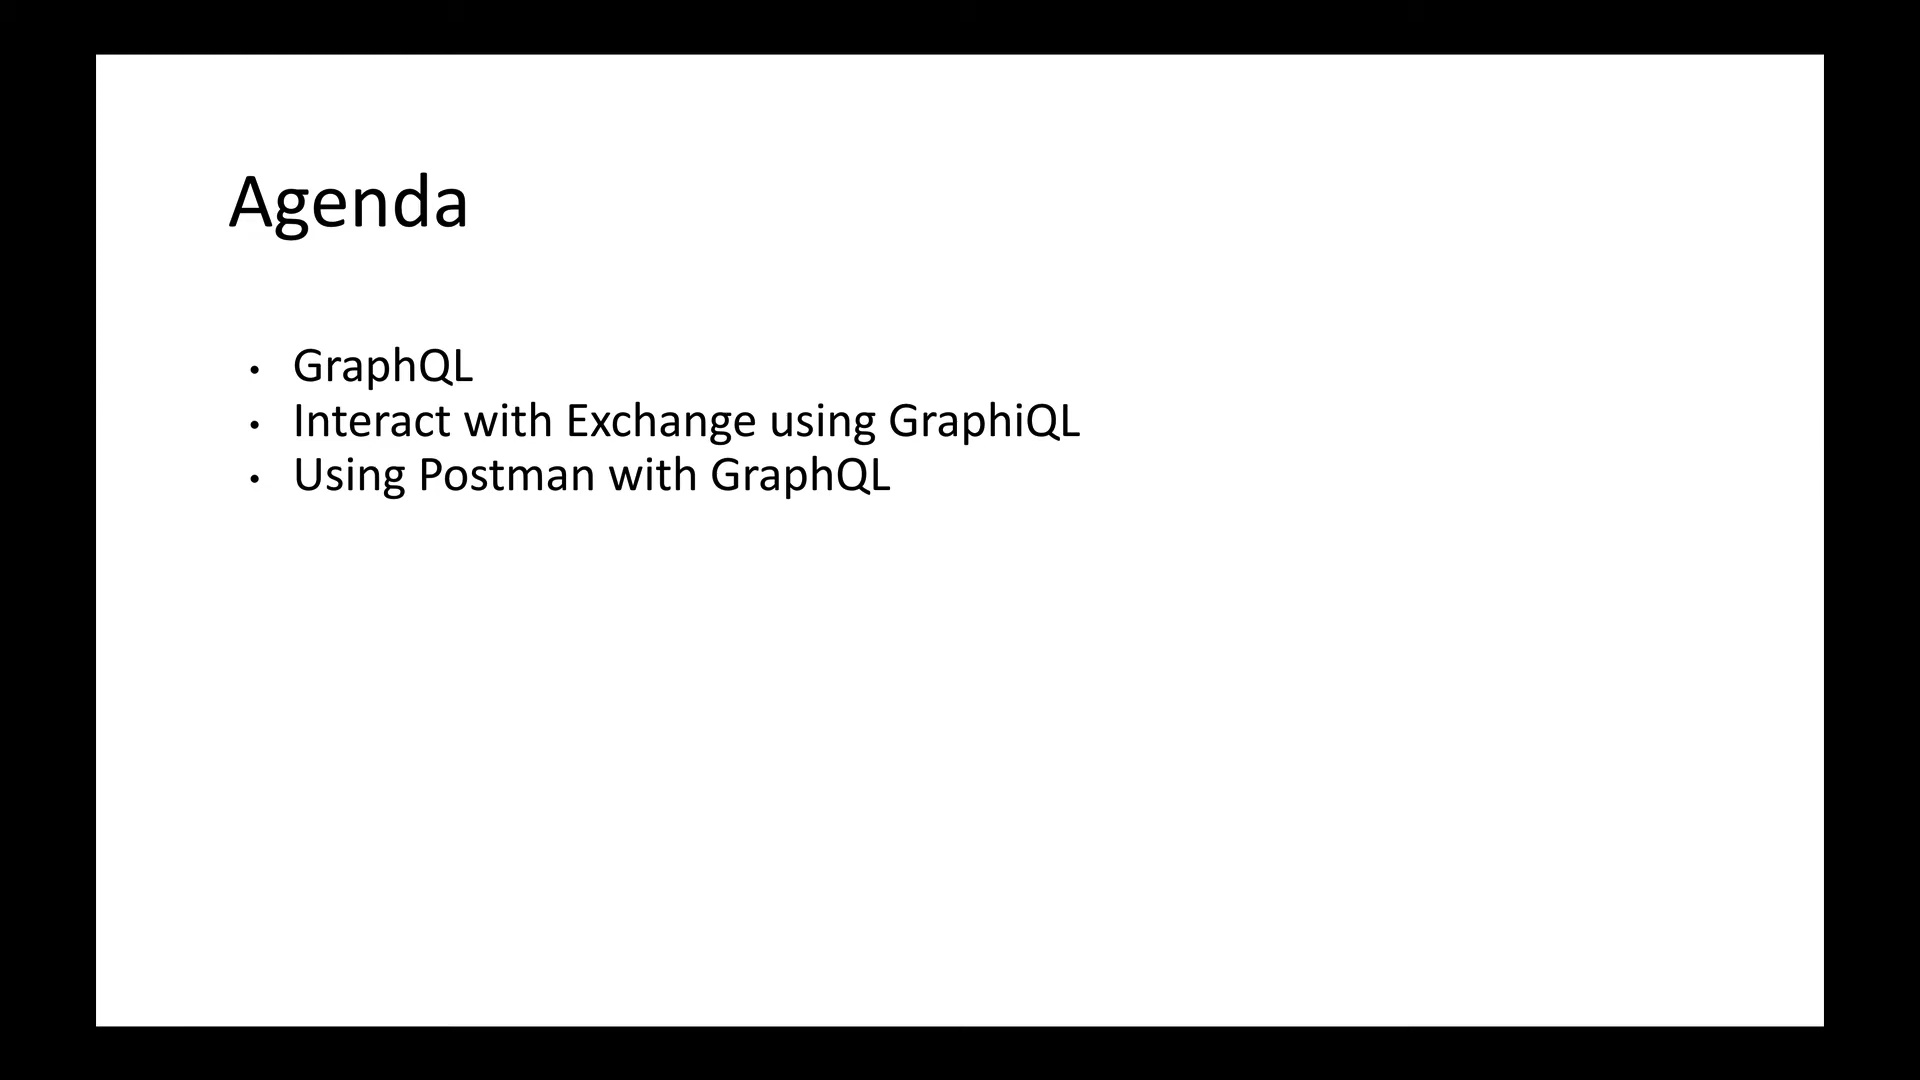 Agenda
• GraphQL
• Interact with Exchange using GraphiQL
• Using Postman with GraphQL